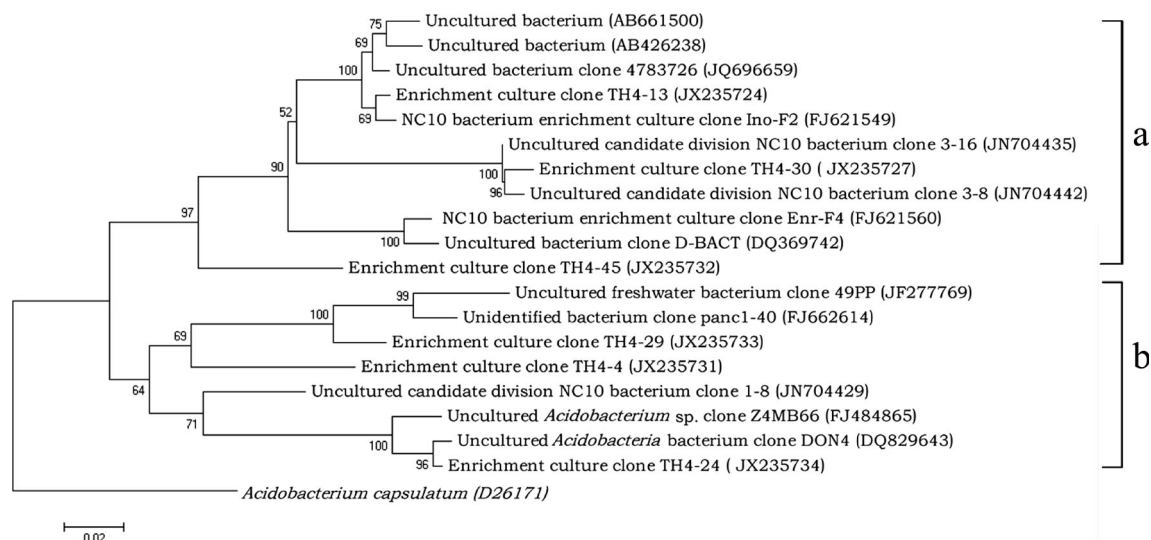 75
Uncultured bacterium (AB661500)
69
Uncultured bacterium (AB426238)
100
Uncultured bacterium clone 4783726 (JQ696659)
Enrichment culture clone TH4-13 (JX235724)
52
69
NC10 bacterium enrichment culture clone Ino-F2 (FJ621549)
a
Uncultured candidate division NC10 bacterium clone 3-16 (JN704435)
90
100
Enrichment culture clone TH4-30 ( JX235727)
96
Uncultured candidate division NC10 bacterium clone 3-8 (JN704442)
97
NC10 bacterium enrichment culture clone Enr-F4 (FJ621560)
100
Uncultured bacterium clone D-BACT (DQ369742)
Enrichment culture clone TH4-45 (JX235732)
99
Uncultured freshwater bacterium clone 49PP (JF277769)
100
Unidentified bacterium clone panc1-40 (FJ662614)
69
Enrichment culture clone TH4-29 (JX235733)
b
Enrichment culture clone TH4-4 (JX235731)
64
Uncultured candidate division NC10 bacterium clone 1-8 (JN704429)
71
Uncultured Acidobacterium sp. clone Z4MB66 (FJ484865)
100
Uncultured Acidobacteria bacterium clone DON4 (DQ829643)
96
Enrichment culture clone TH4-24 ( JX235734)
Acidobacterium capsulatum (D26171)
0.02